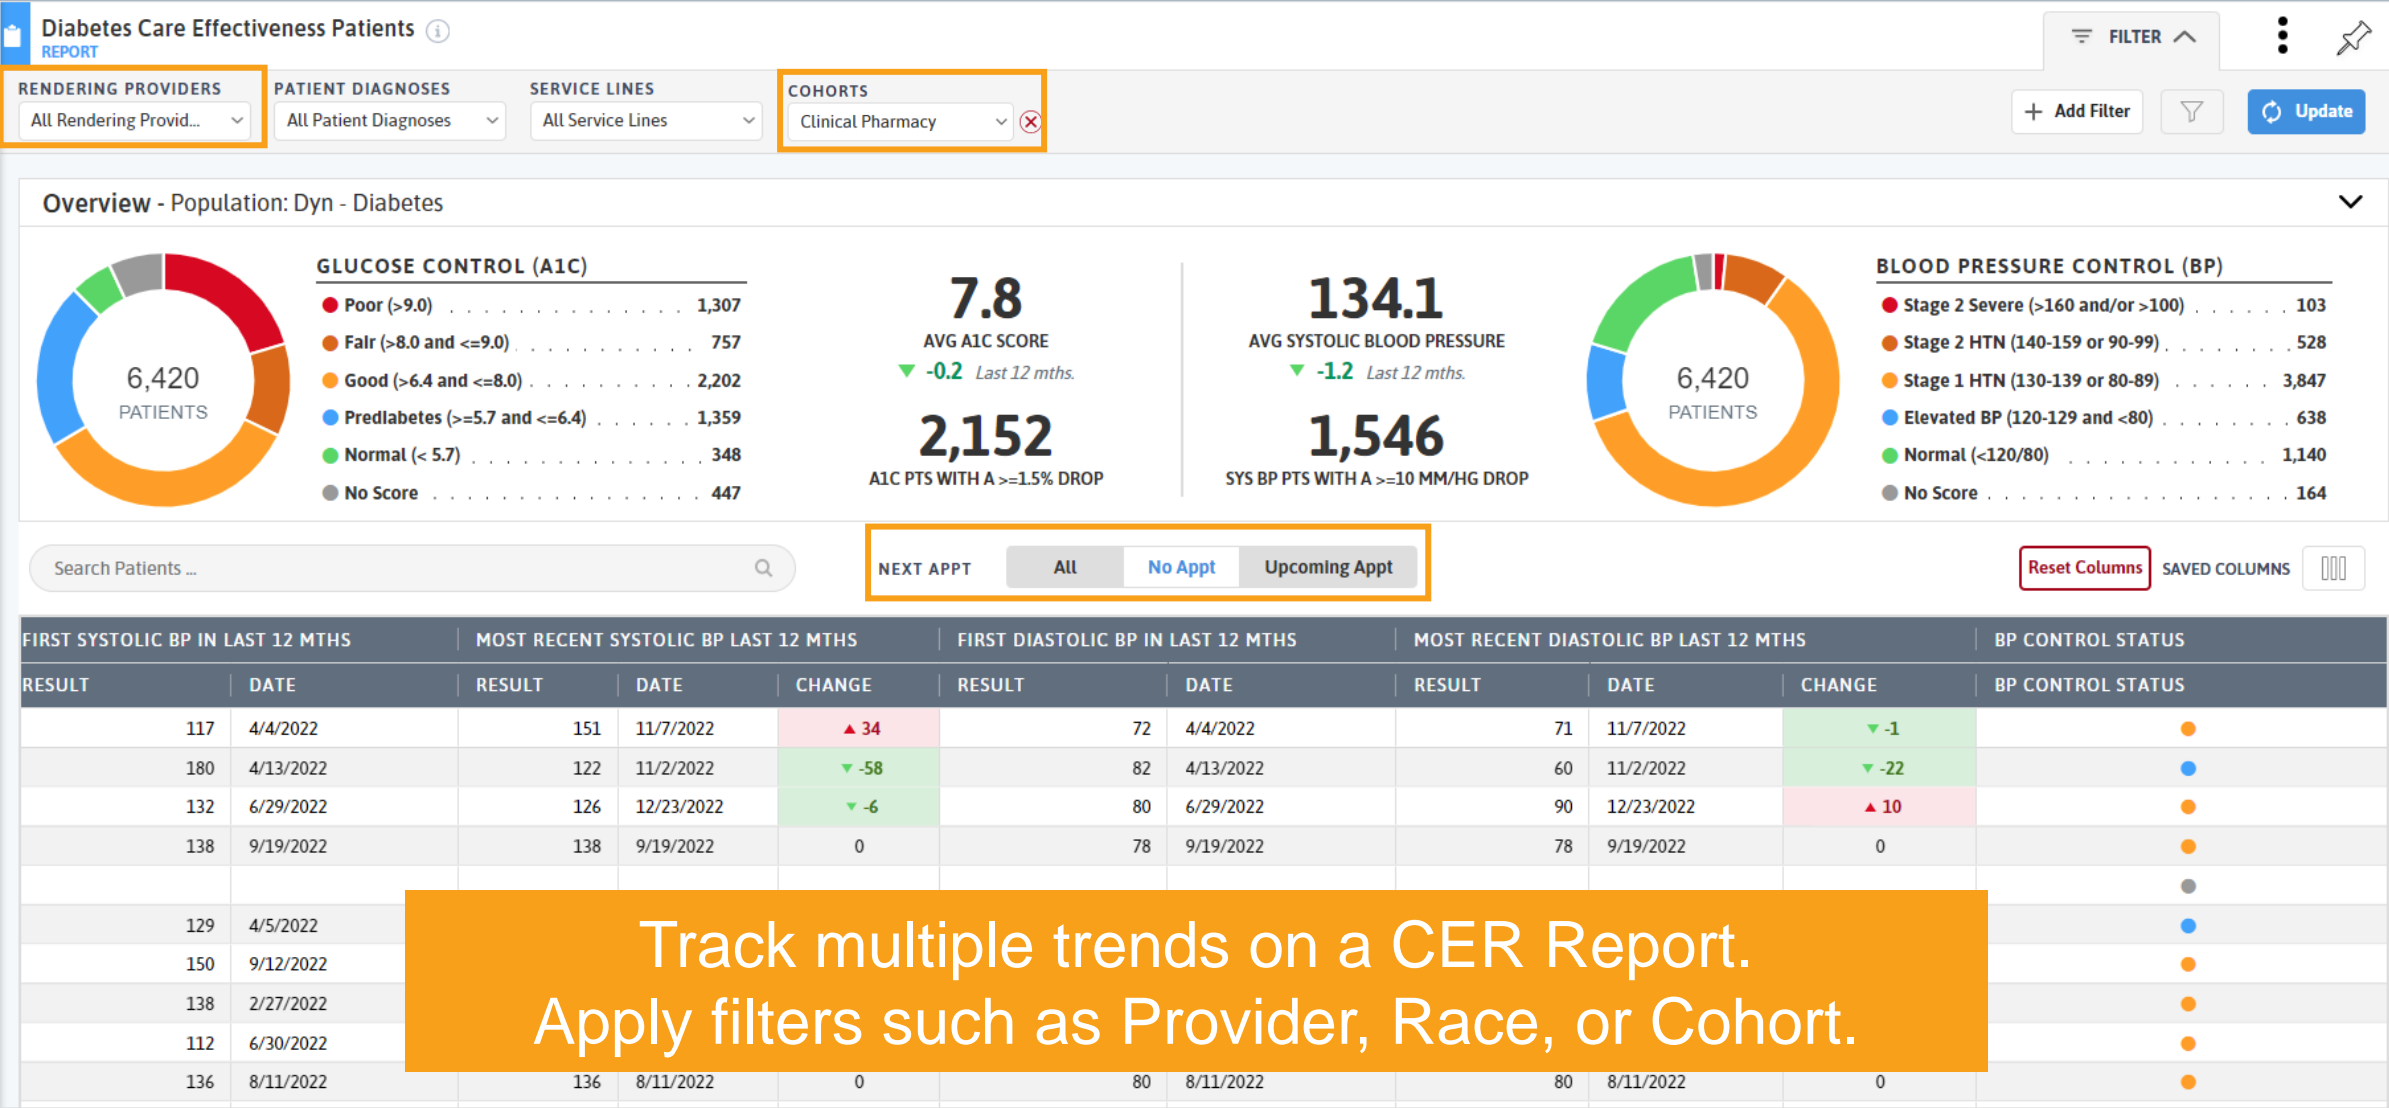 Diabetes Care Effectiveness Patients i
REPORT
FILTER
RENDERING PROVIDERS PATIENT DIAGNOSES SERVICE LINES COHORTS
All Rendering Provid... All Patient Diagnoses All Service Lines Clinical Pharmacy + Add Filter Update
Overview - Population: Dyn - Diabetes
GLUCOSE CONTROL (A1C)
Poor (>9.0) . . . . . . . . . . . . . . 1,307
Fair (>8.0 and <=9.0) . . . . . . . . . . . 757
Good (>6.4 and <=8.0) . . . . . . . . . . 2,202
Prediabetes (>=5.7 and <=6.4) . . . . . . 1,359
Normal (< 5.7) . . . . . . . . . . . . . . 348
No Score . . . . . . . . . . . . . . . 447
6,420
PATIENTS
7.8
AVG A1C SCORE
▼ -0.2 Last 12 mths.
2,152
A1C PTS WITH A >=1.5% DROP
134.1
AVG SYSTOLIC BLOOD PRESSURE
▼ -1.2 Last 12 mths.
1,546
SYS BP PTS WITH A >=10 MM/HG DROP
6,420
PATIENTS
BLOOD PRESSURE CONTROL (BP)
Stage 2 Severe (>160 and/or >100) . . . . . . 103
Stage 2 HTN (140-159 or 90-99) . . . . . . . . 528
Stage 1 HTN (130-139 or 80-89) . . . . . . 3,847
Elevated BP (120-129 and <80) . . . . . . . . 638
Normal (<120/80) . . . . . . . . . . . . 1,140
No Score . . . . . . . . . . . . . . . . . . 164
Search Patients ... NEXT APPT All No Appt Upcoming Appt Reset Columns SAVED COLUMNS
FIRST SYSTOLIC BP IN LAST 12 MTHS MOST RECENT SYSTOLIC BP LAST 12 MTHS FIRST DIASTOLIC BP IN LAST 12 MTHS MOST RECENT DIASTOLIC BP LAST 12 MTHS BP CONTROL STATUS
RESULT DATE RESULT DATE CHANGE RESULT DATE RESULT DATE CHANGE BP CONTROL STATUS
117 4/4/2022 151 11/7/2022 ▲ 34 72 4/4/2022 71 11/7/2022 ▼ -1
180 4/13/2022 122 11/2/2022 ▼ -58 82 4/13/2022 60 11/2/2022 ▼ -22
132 6/29/2022 126 12/23/2022 ▼ -6 80 6/29/2022 90 12/23/2022 ▲ 10
138 9/19/2022 138 9/19/2022 0 78 9/19/2022 78 9/19/2022 0
129 4/5/2022
150 9/12/2022
138 2/27/2022
112 6/30/2022
136 8/11/2022 136 8/11/2022 0 80 8/11/2022 80 8/11/2022 0
Track multiple trends on a CER Report.
Apply filters such as Provider, Race, or Cohort.